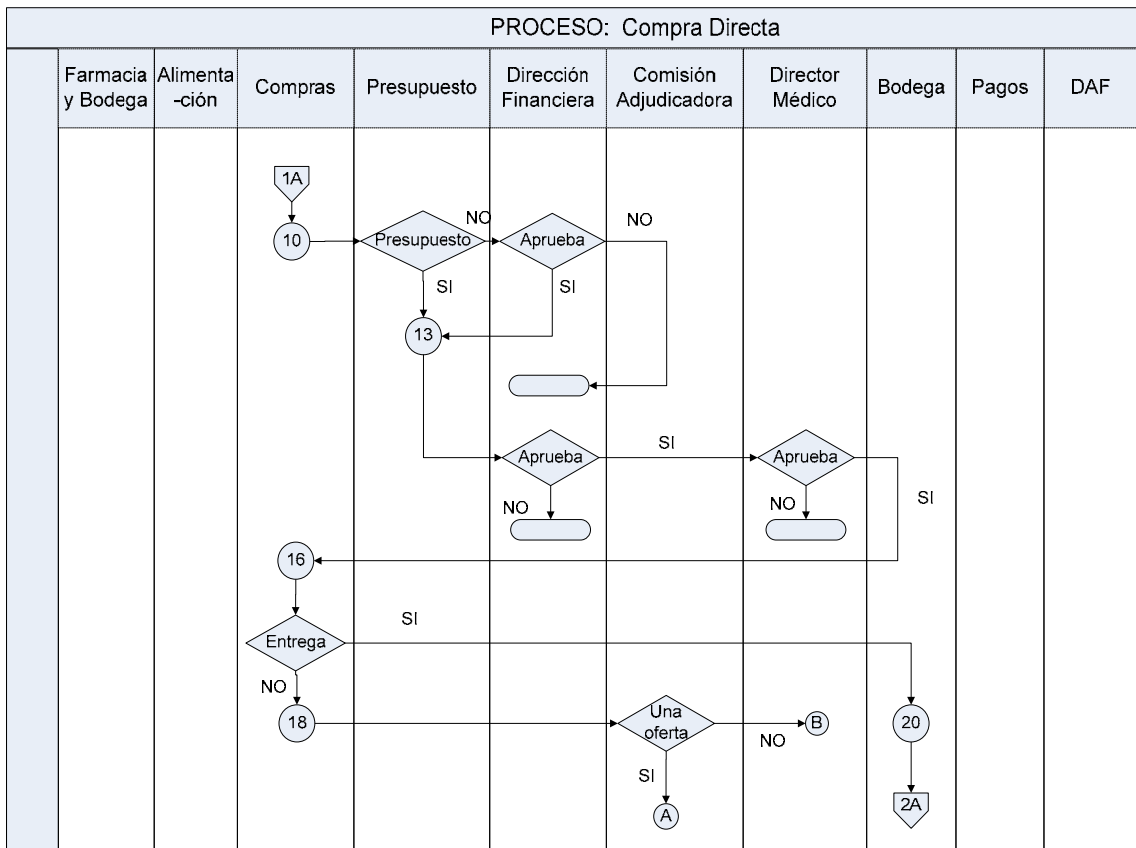 PROCESO: Compra Directa
Farmacia
y Bodega
Alimenta
-ción
Compras
Presupuesto
Dirección
Financiera
Comisión
Adjudicadora
Director
Médico
Bodega
Pagos
DAF
1A
10
Presupuesto
NO
Aprueba
NO
SI
SI
13
Aprueba
SI
Aprueba
SI
NO
NO
16
Entrega
SI
NO
18
Una
oferta
NO
B
20
SI
A
2A